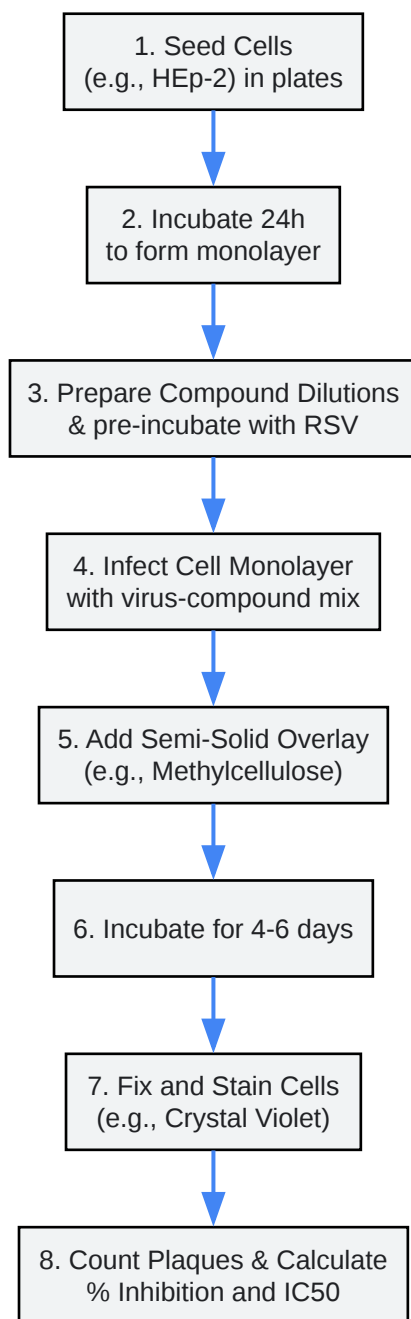 1. Seed Cells
(e.g., HEp-2) in plates
2. Incubate 24h
to form monolayer
3. Prepare Compound Dilutions
& pre-incubate with RSV
4. Infect Cell Monolayer
with virus-compound mix
5. Add Semi-Solid Overlay
(e.g., Methylcellulose)
6. Incubate for 4-6 days
7. Fix and Stain Cells
(e.g., Crystal Violet)
8. Count Plaques & Calculate
% Inhibition and IC50